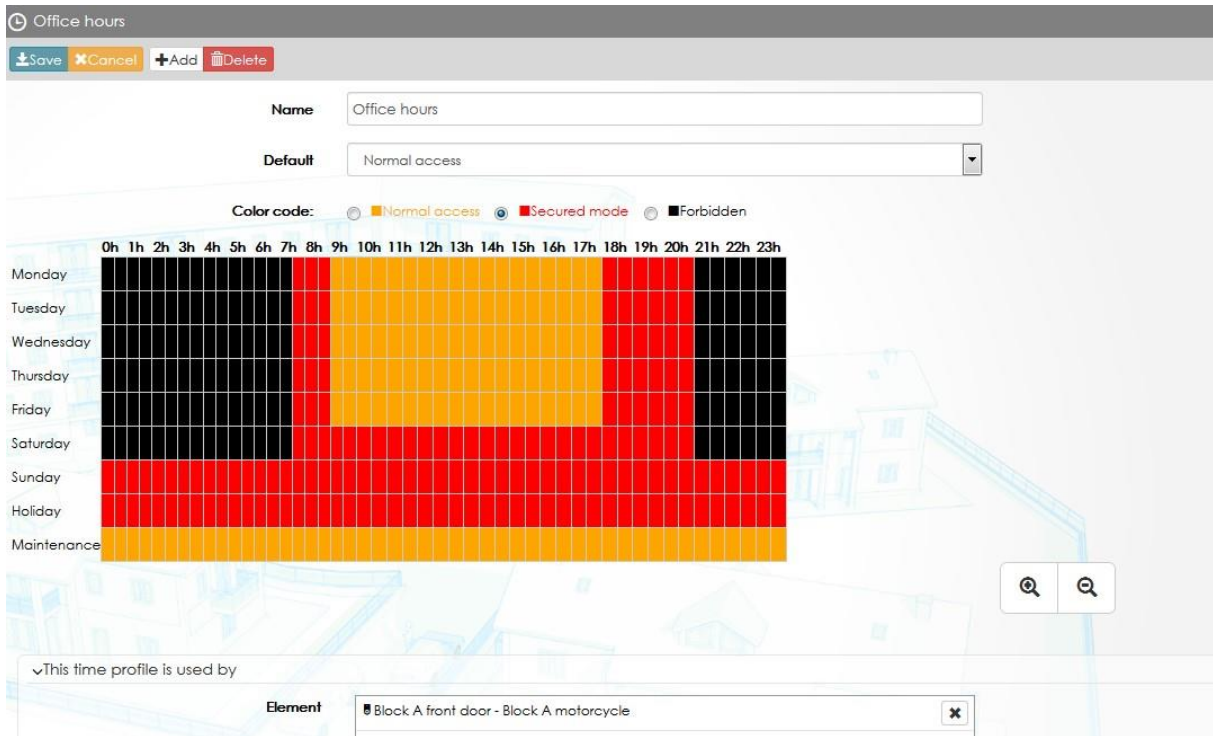 Office hours
Save Cancel Add Delete
Name Office hours
Default Normal access
Color code: Normal access Secured mode Forbidden
0h 1h 2h 3h 4h 5h 6h 7h 8h 9h 10h 11h 12h 13h 14h 15h 16h 17h 18h 19h 20h 21h 22h 23h
Monday
Tuesday
Wednesday
Thursday
Friday
Saturday
Sunday
Holiday
Maintenance
This time profile is used by
Element Block A front door - Block A motorcycle